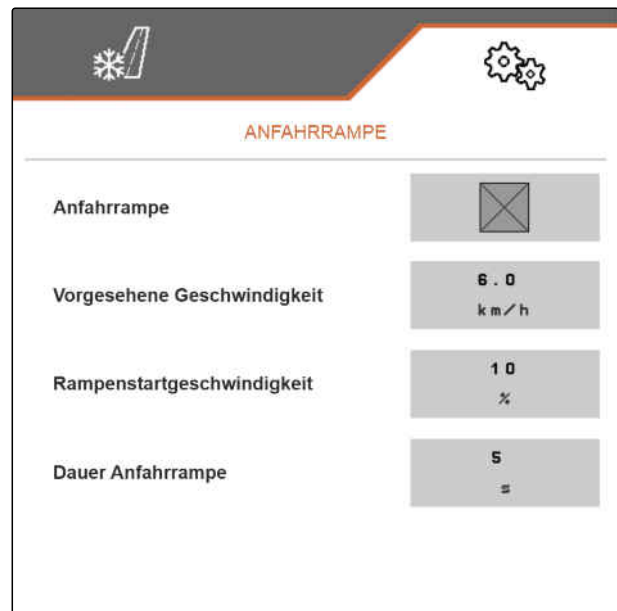 ANFAHRRAMPE
Anfahrrampe
Vorgesehene Geschwindigkeit
6.0
km/h
Rampenstartgeschwindigkeit
10
%
Dauer Anfahrrampe
5
s